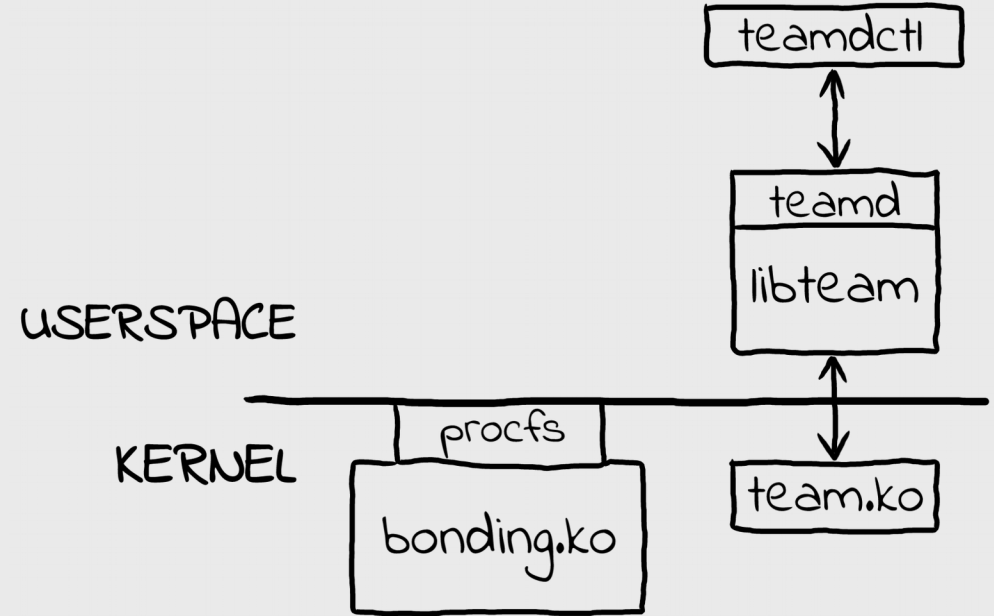 teamdctl
teamd
libteam
USERSPACE
procfs
KERNEL
team.ko
bonding.ko